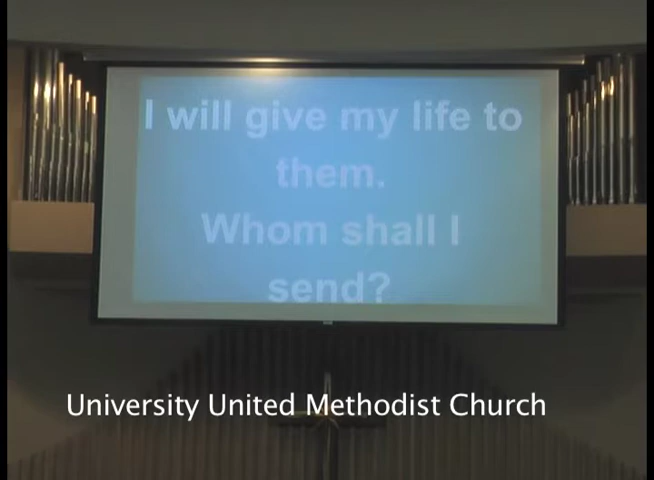 I will give my life to
them.
Whom shall I
send?
University United Methodist Church